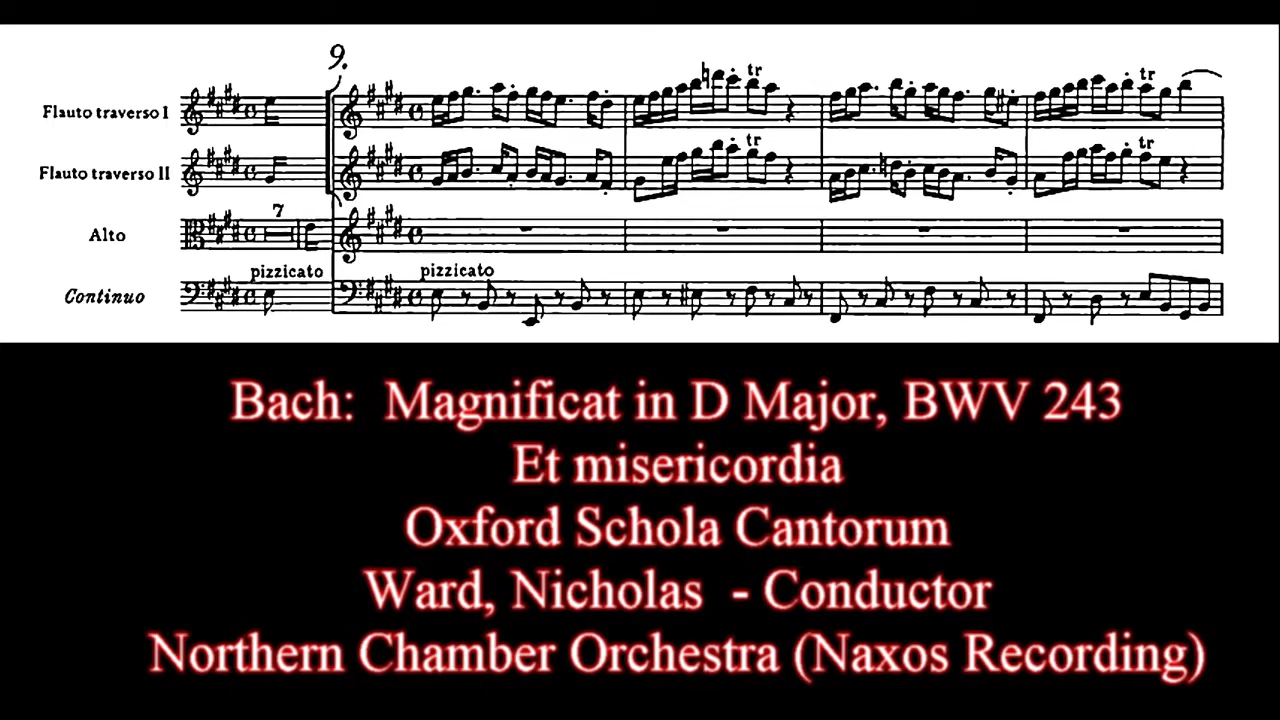 9.
tr
tr
Flauto traverso I
tr
tr
Flauto traverso II
7
Alto
pizzicato
pizzicato
Continuo
Bach: Magnificat in D Major, BWV 243
Et misericordia
Oxford Schola Cantorum
Ward, Nicholas - Conductor
Northern Chamber Orchestra (Naxos Recording)